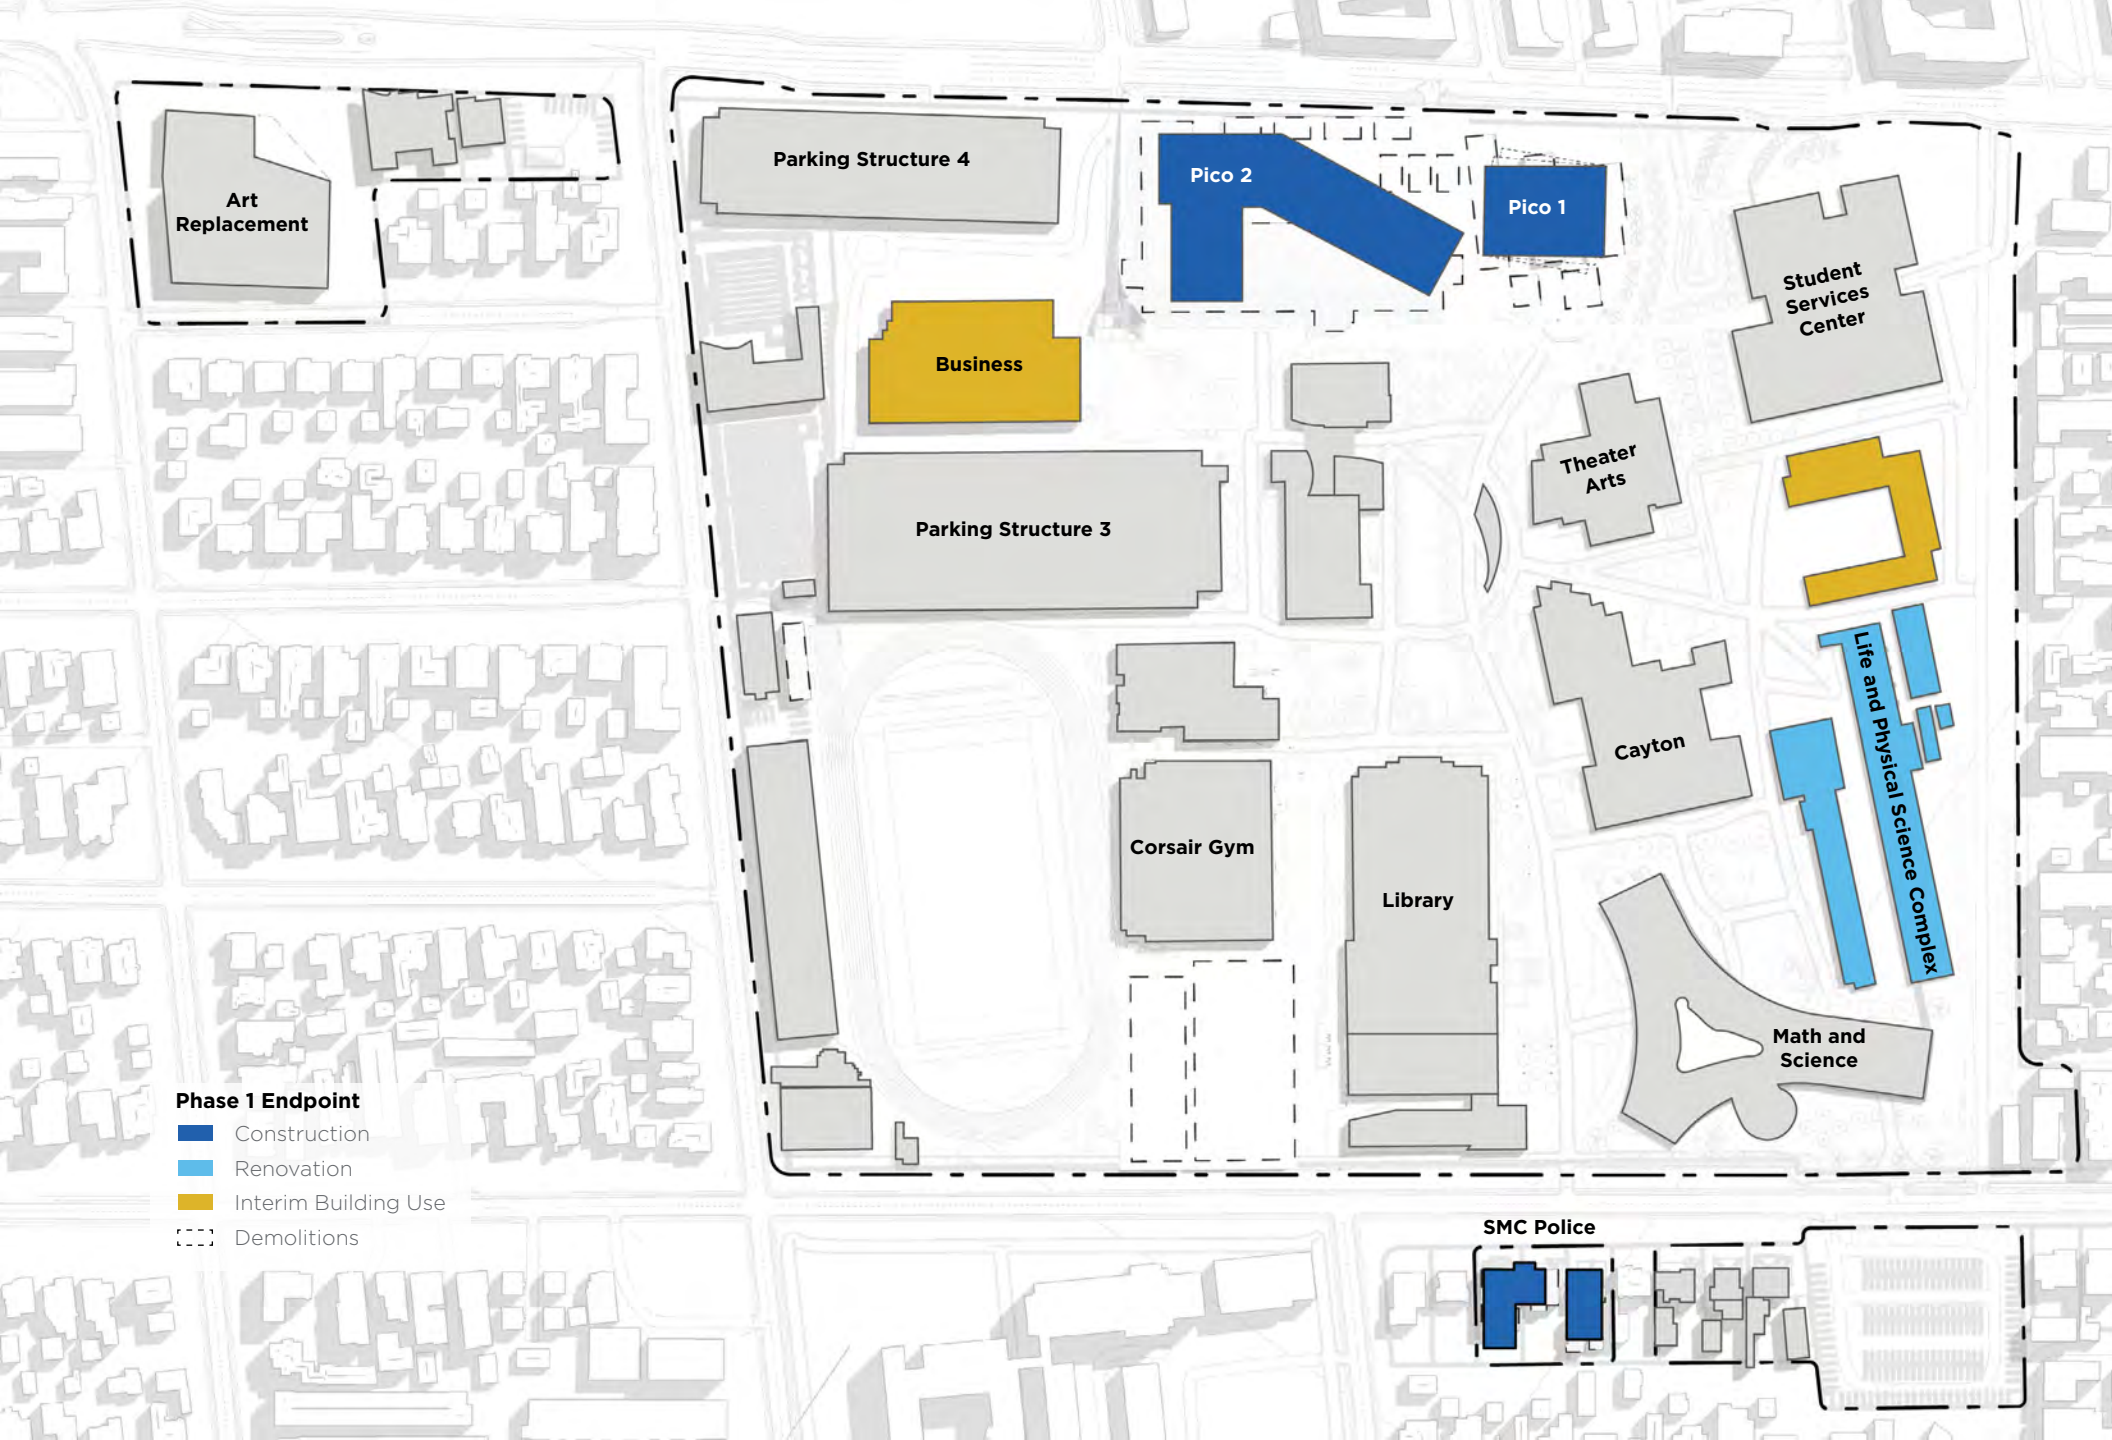 Parking Structure 4
Pico 2
Pico 1
Art
Replacement
Student
Services
Center
Business
Theater
Arts
Parking Structure 3
Life and Physical Science Complex
Cayton
Corsair Gym
Library
Math and
Science
Phase 1 Endpoint
Construction
Renovation
Interim Building Use
Demolitions
SMC Police